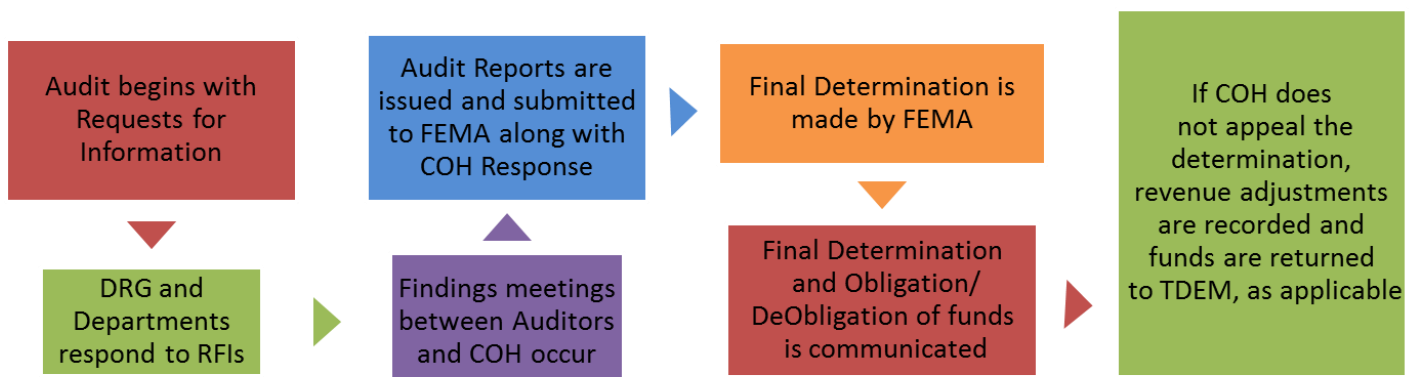 Audit begins with
Requests for
Information
DRG and
Departments
respond to RFIs
Findings meetings
between Auditors
and COH occur
Audit Reports are
issued and submitted
to FEMA along with
COH Response
Final Determination is
made by FEMA
Final Determination
and Obligation/
DeObligation of funds
is communicated
If COH does
not appeal the
determination,
revenue adjustments
are recorded and
funds are returned
to TDEM, as applicable